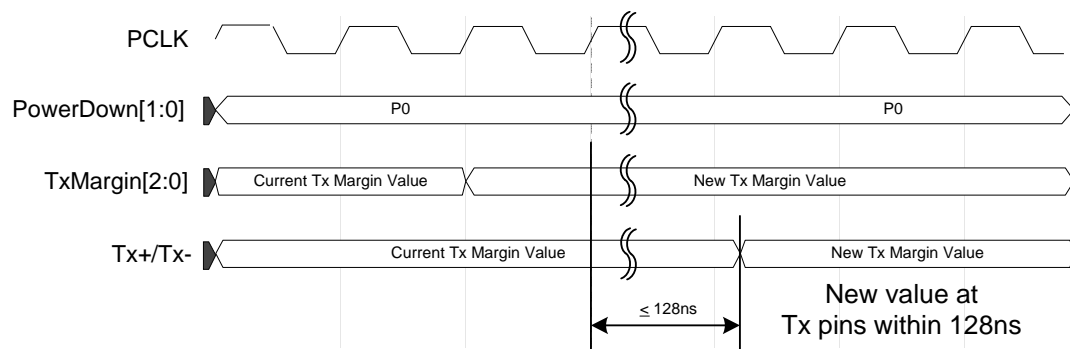 PCLK
PowerDown[1:0]
P0
P0
TxMargin[2:0]
Current Tx Margin Value
New Tx Margin Value
Tx+/Tx-
Current Tx Margin Value
New Tx Margin Value
≤ 128ns
New value at
Tx pins within 128ns